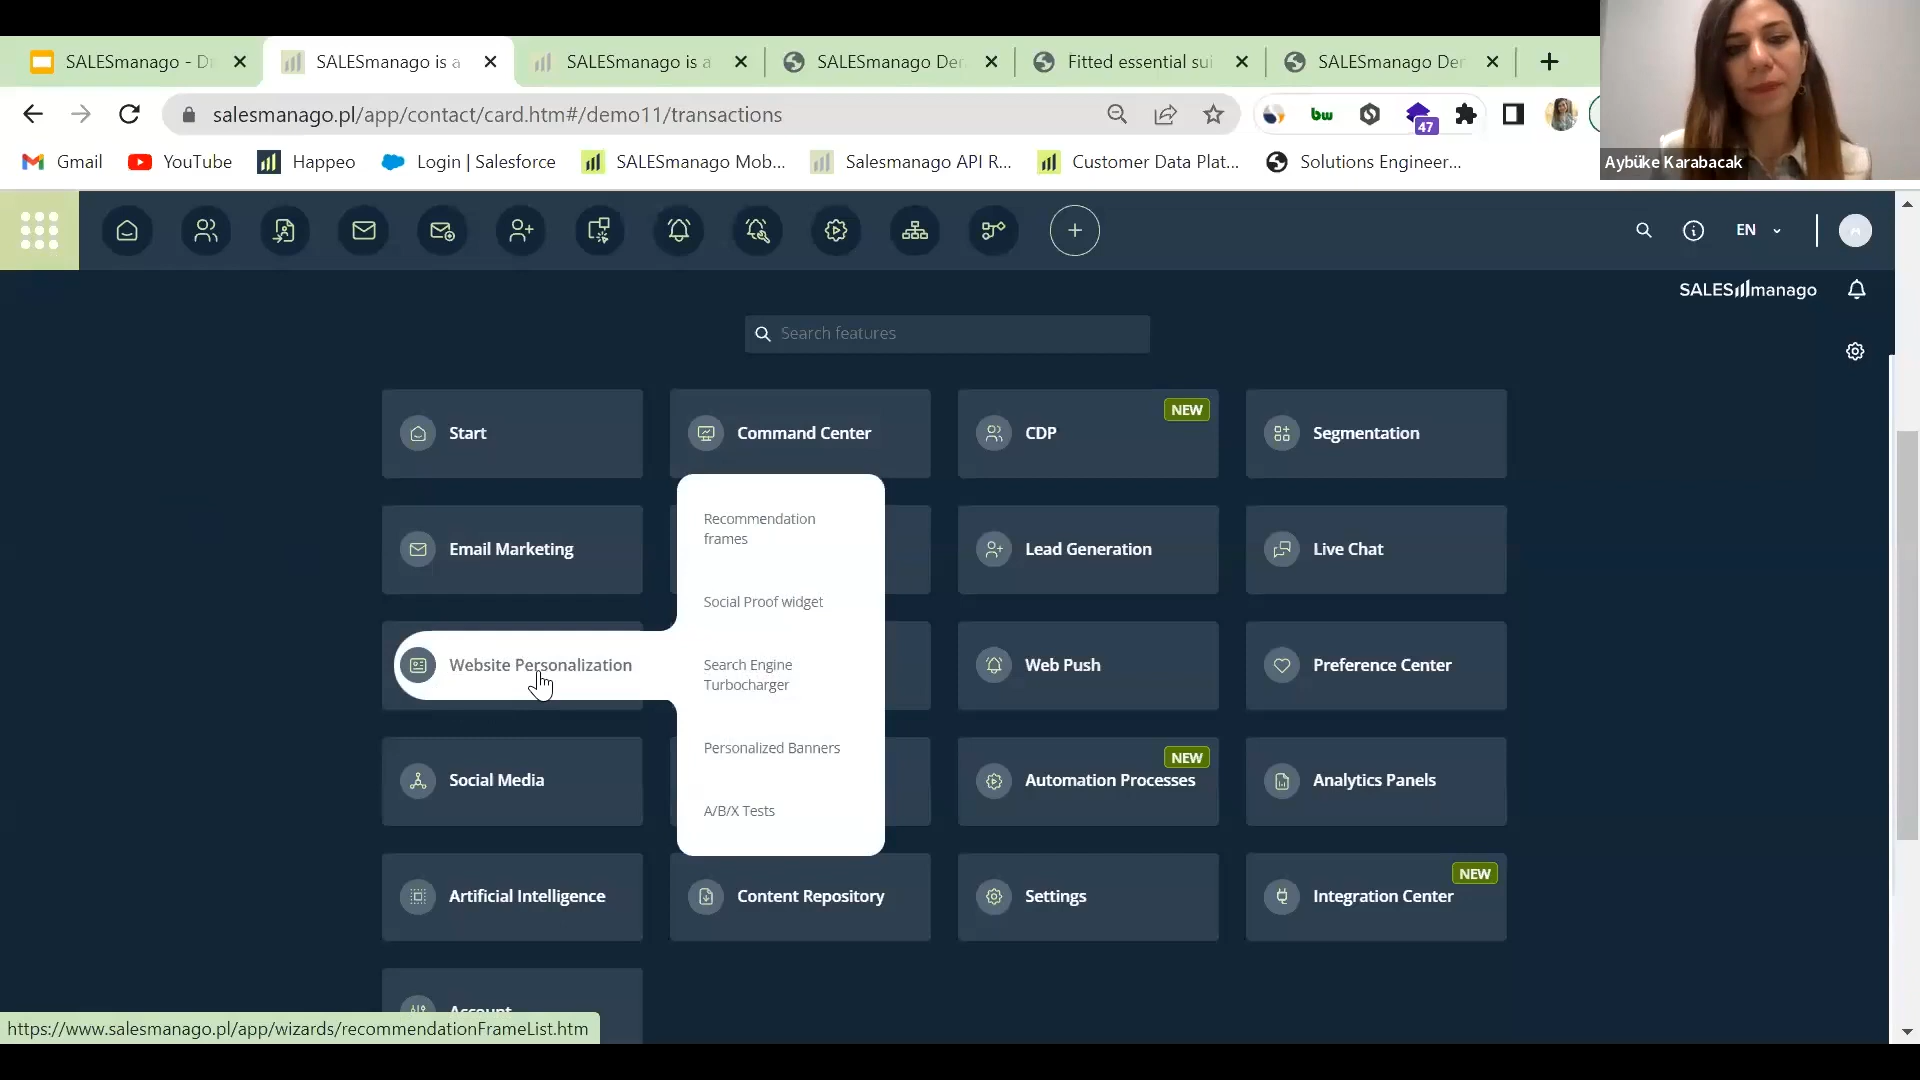 SALESmanago - D
SALESmanago is a
SALESmanago is a
SALESmanago De
Fitted essential sui
SALESmanago De
salesmanago.pl/app/contact/card.htm#/demo11/transactions
bw
47
Gmail
YouTube
Happeo
Login | Salesforce
SALESmanago Mob...
Salesmanago API R...
Customer Data Plat...
Solutions Engineer...
Aybüke Karabacak
EN
SALESmanago
Search features
Start
Command Center
NEW
CDP
Segmentation
Email Marketing
Recommendation
frames
Lead Generation
Live Chat
Social Proof widget
Website Personalization
Search Engine
Turbocharger
Web Push
Preference Center
Personalized Banners
Social Media
A/B/X Tests
NEW
Automation Processes
Analytics Panels
Artificial Intelligence
Content Repository
Settings
NEW
Integration Center
Account
https://www.salesmanago.pl/app/wizards/recommendationFrameList.htm